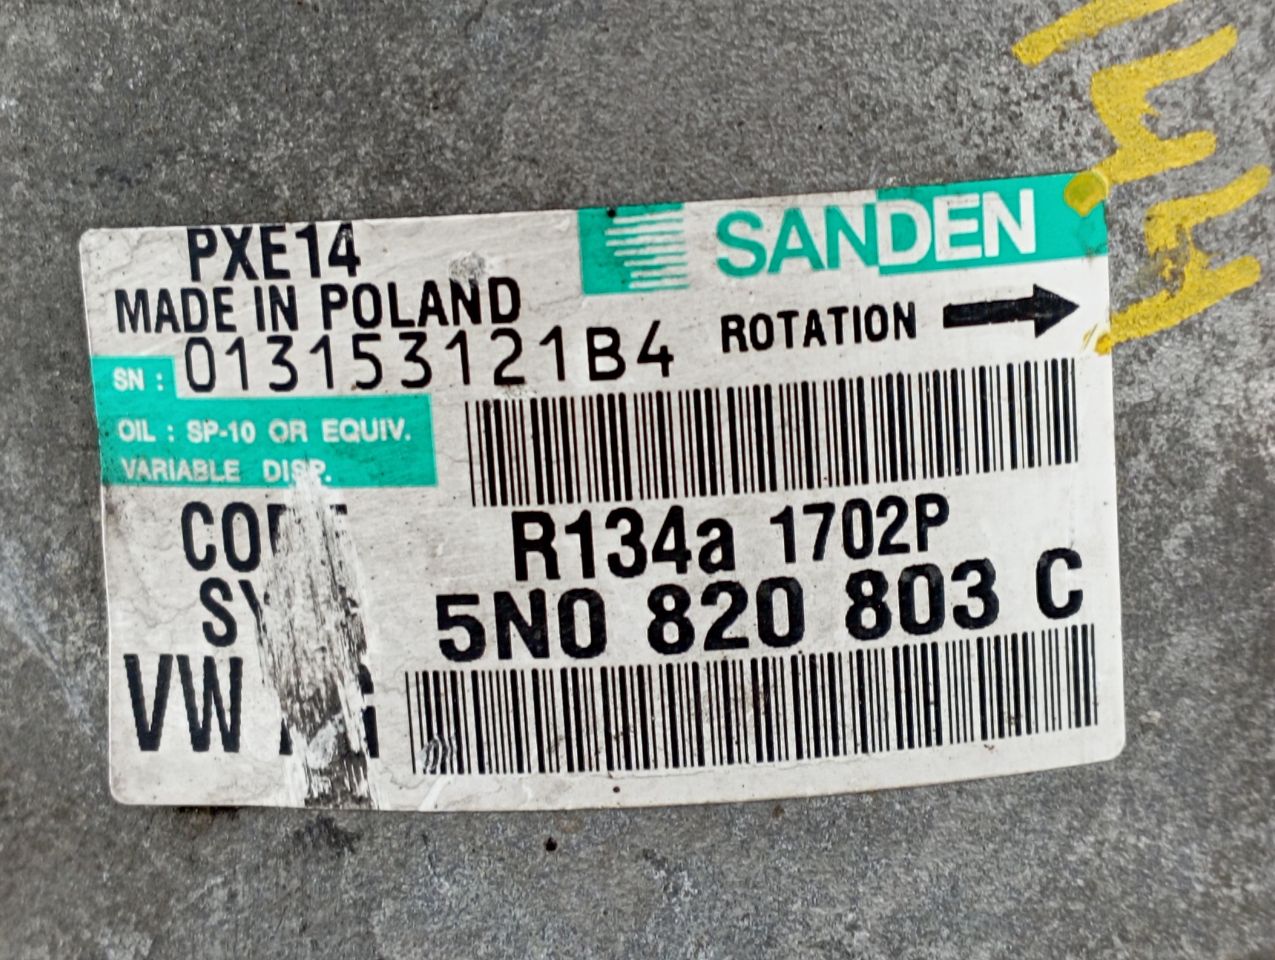 PXE14
SANDEN
MADE IN POLAND
ROTATION
SN : 013153121B4
OIL : SP-10 OR EQUIV.
VARIABLE DISP.
R134a 1702P
5N0 820 803 C
VW